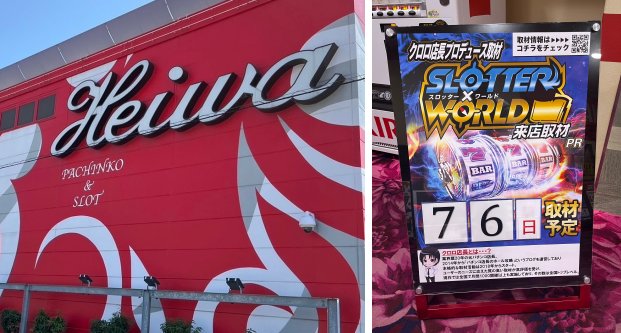 Heiwa
PACHINKO
&
SLOT
クロロ店長プロデュース取材
取材情報は▶▶▶▶
コチラをチェック
SLOTTER
スロッター × ワールド
WORLD
来店取材
PR
BAR
BAR
BAR
7 6 日 取材予定
クロロ店長とは・・・?